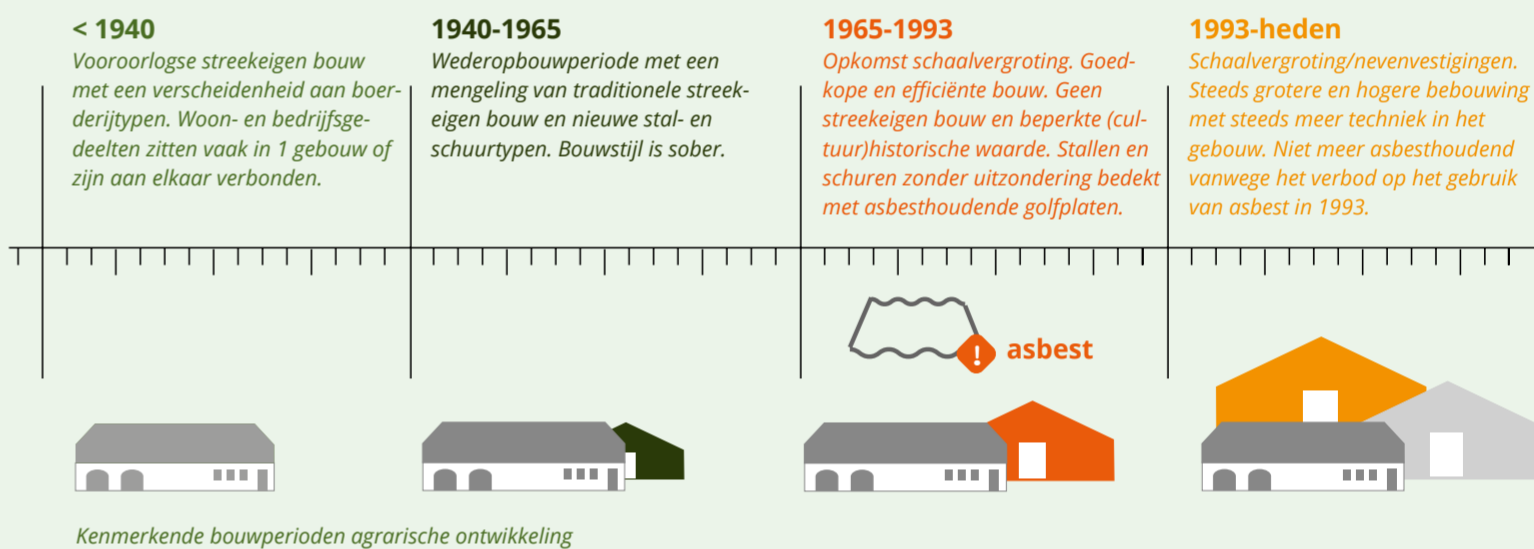 < 1940
Vooroorlogse streekeigen bouw
met een verscheidenheid aan boer-
derijtypen. Woon- en bedrijfsge-
deelten zitten vaak in 1 gebouw of
zijn aan elkaar verbonden.
1940-1965
Wederopbouwperiode met een
mengeling van traditionele streek-
eigen bouw en nieuwe stal- en
schuurtypen. Bouwstijl is sober.
1965-1993
Opkomst schaalvergroting. Goed-
kope en efficiënte bouw. Geen
streekeigen bouw en beperkte (cul-
tuur)historische waarde. Stallen en
schuren zonder uitzondering bedekt
met asbesthoudende golfplaten.
1993-heden
Schaalvergroting/nevenvestigingen.
Steeds grotere en hogere bebouwing
met steeds meer techniek in het
gebouw. Niet meer asbesthoudend
vanwege het verbod op het gebruik
van asbest in 1993.
!
asbest
Kenmerkende bouwperioden agrarische ontwikkeling